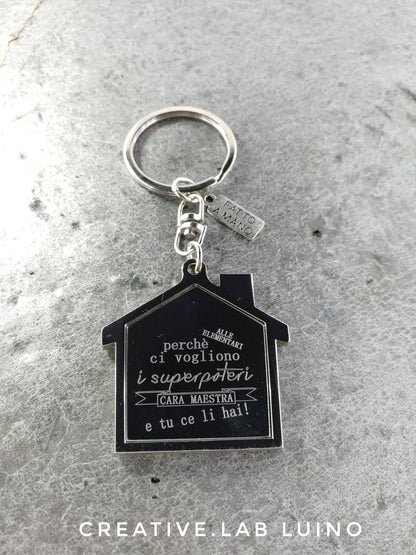 FATTO
A MANO
perchè ALLE
ELEMENTARI
ci vogliono
i superpoteri
CARA MAESTRA
e tu ce li hai!
CREATIVE.LAB LUINO